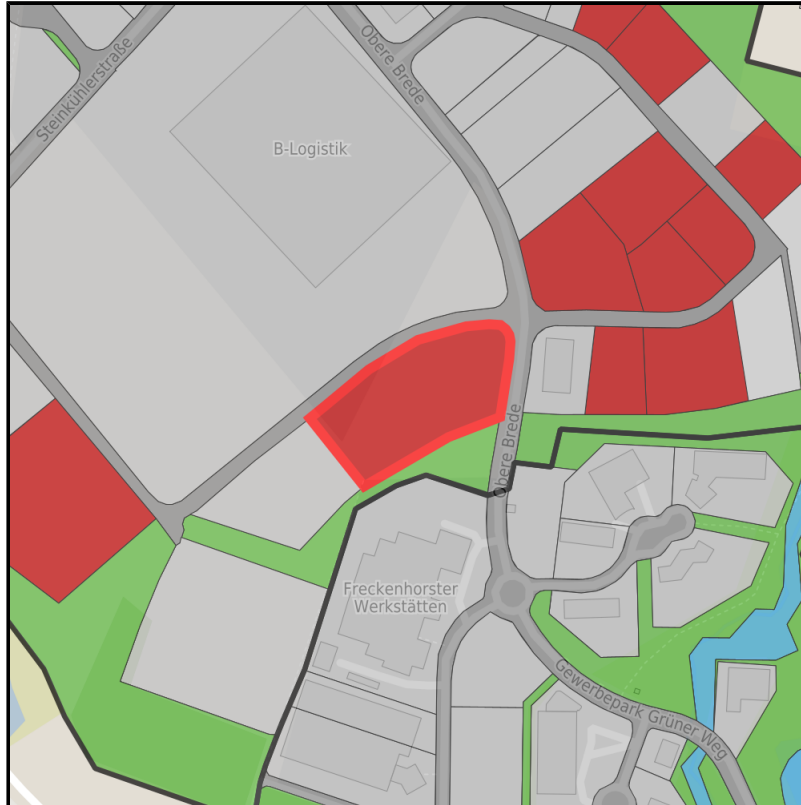 Obere Brede
Steinkühlerstraße
B-Logistik
Obere Brede
Freckenhorster
Werkstätten
Gewerbepark Grüner Weg